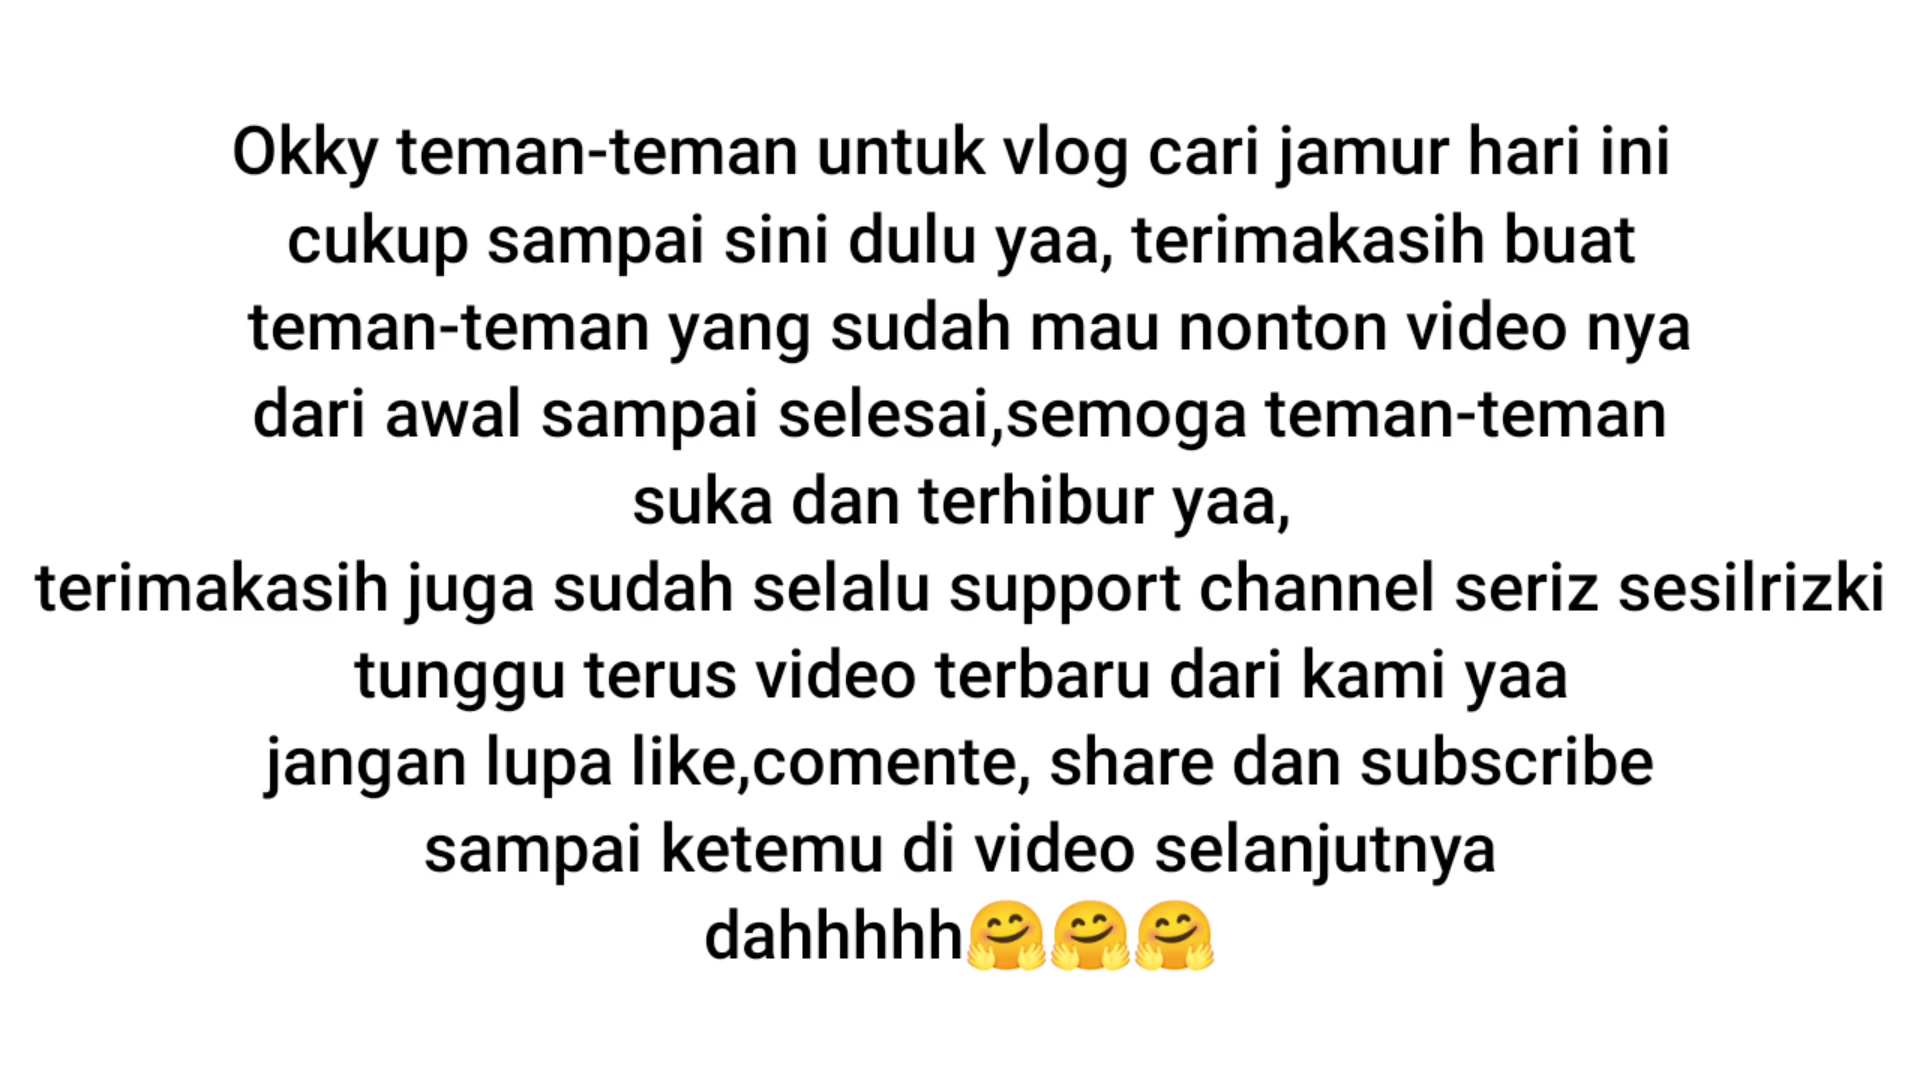 Okky teman-teman untuk vlog cari jamur hari ini
cukup sampai sini dulu yaa, terimakasih buat
teman-teman yang sudah mau nonton video nya
dari awal sampai selesai,semoga teman-teman
suka dan terhibur yaa,
terimakasih juga sudah selalu support channel seriz sesilrizki
tunggu terus video terbaru dari kami yaa
jangan lupa like,comente, share dan subscribe
sampai ketemu di video selanjutnya
dahhhhh🤗🤗🤗